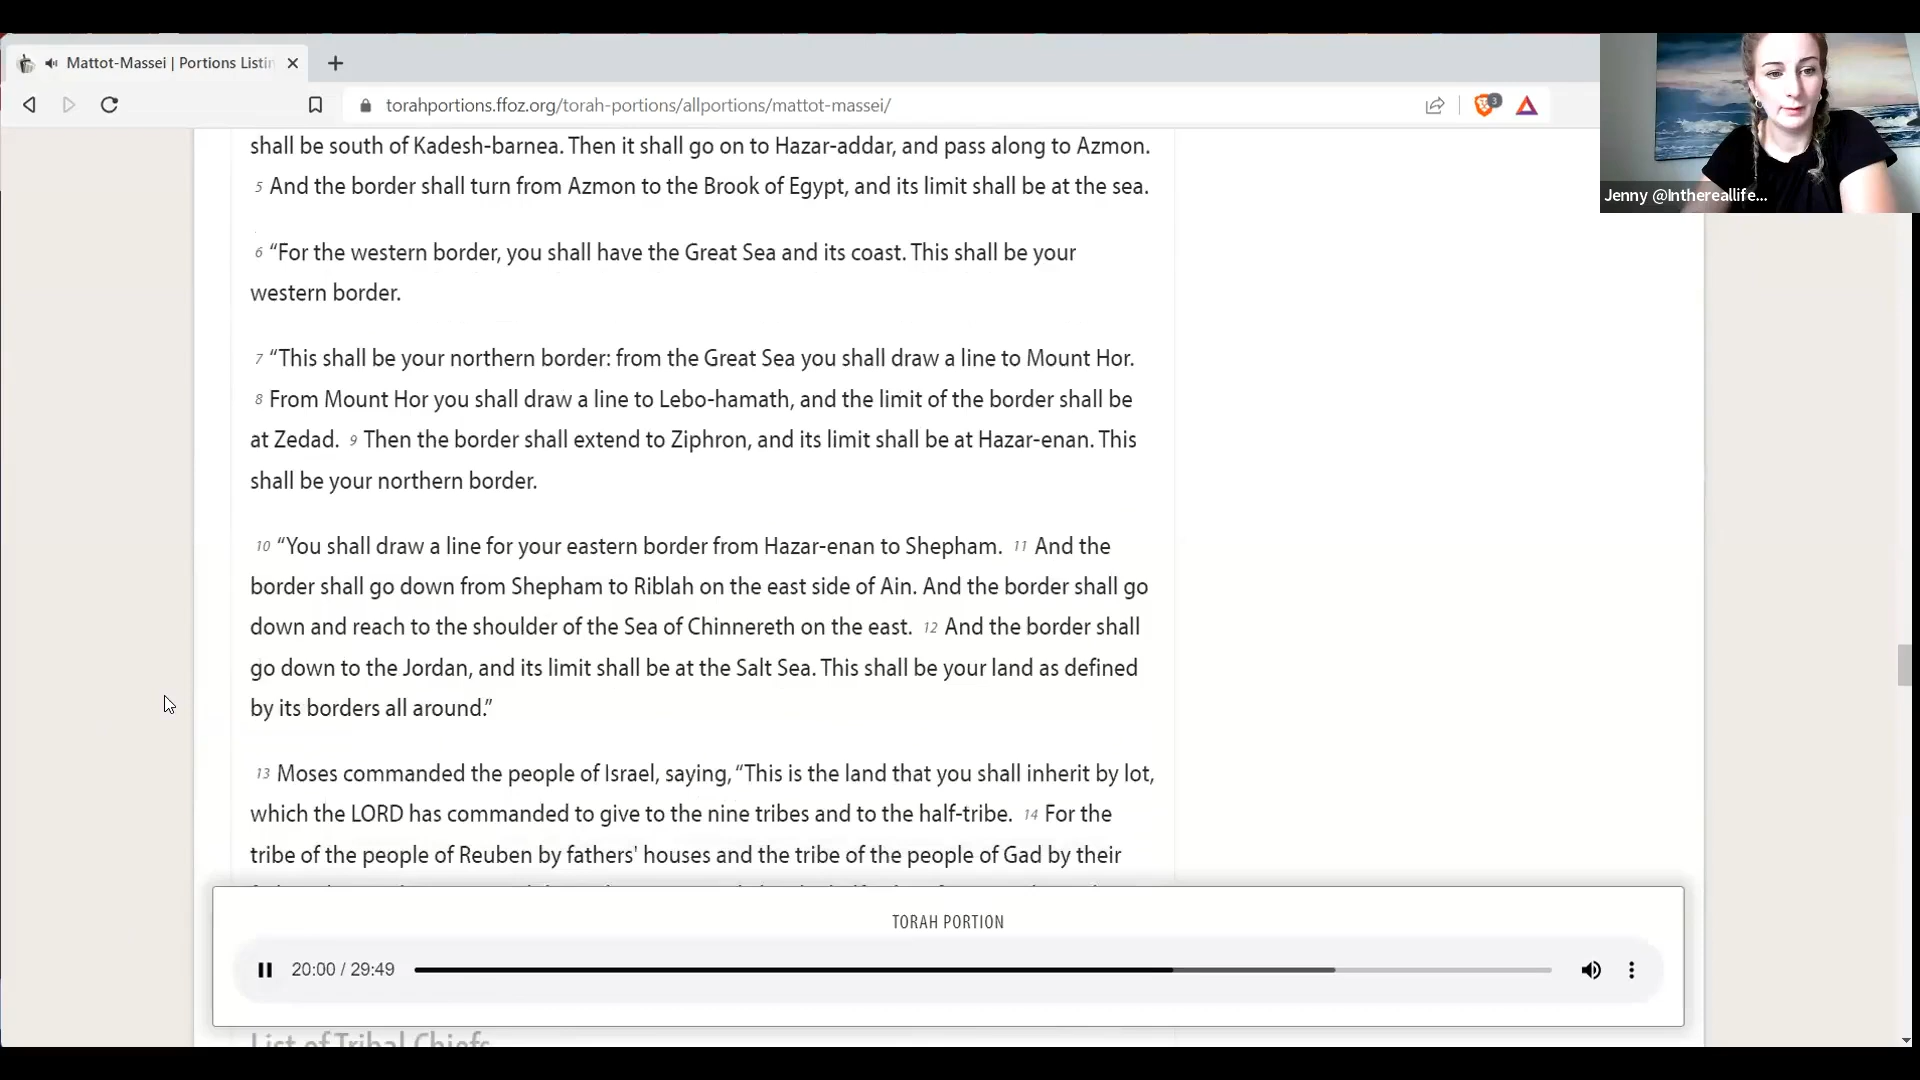 Mattot-Massei | Portions Listin
torahportions.ffoz.org/torah-portions/allportions/mattot-massei/
3
Jenny @Inthereallife...
shall be south of Kadesh-barnea. Then it shall go on to Hazar-addar, and pass along to Azmon.
5 And the border shall turn from Azmon to the Brook of Egypt, and its limit shall be at the sea.
6 “For the western border, you shall have the Great Sea and its coast. This shall be your
western border.
7 “This shall be your northern border: from the Great Sea you shall draw a line to Mount Hor.
8 From Mount Hor you shall draw a line to Lebo-hamath, and the limit of the border shall be
at Zedad. 9 Then the border shall extend to Ziphron, and its limit shall be at Hazar-enan. This
shall be your northern border.
10 “You shall draw a line for your eastern border from Hazar-enan to Shepham. 11 And the
border shall go down from Shepham to Riblah on the east side of Ain. And the border shall go
down and reach to the shoulder of the Sea of Chinnereth on the east. 12 And the border shall
go down to the Jordan, and its limit shall be at the Salt Sea. This shall be your land as defined
by its borders all around.”
13 Moses commanded the people of Israel, saying, “This is the land that you shall inherit by lot,
which the LORD has commanded to give to the nine tribes and to the half-tribe. 14 For the
tribe of the people of Reuben by fathers' houses and the tribe of the people of Gad by their
TORAH PORTION
20:00 / 29:49
List of Tribal Chiefs